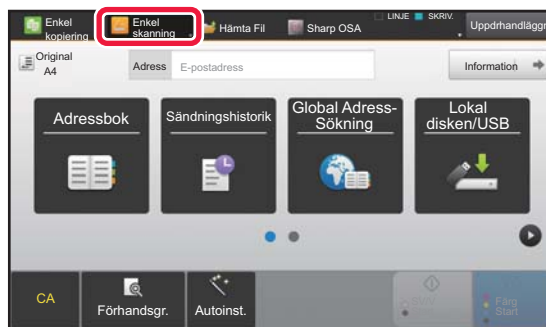 Enkel
kopiering
Enkel
skanning
Hämta Fil
Sharp OSA
LINJE
SKRIV.
Uppdrhandläggn
Original
A4
Adress
E-postadress
Information
Adressbok
Sändningshistorik
Global Adress-
Sökning
Lokal
disken/USB
CA
Förhandsgr.
Autoinst.
Färg
Start